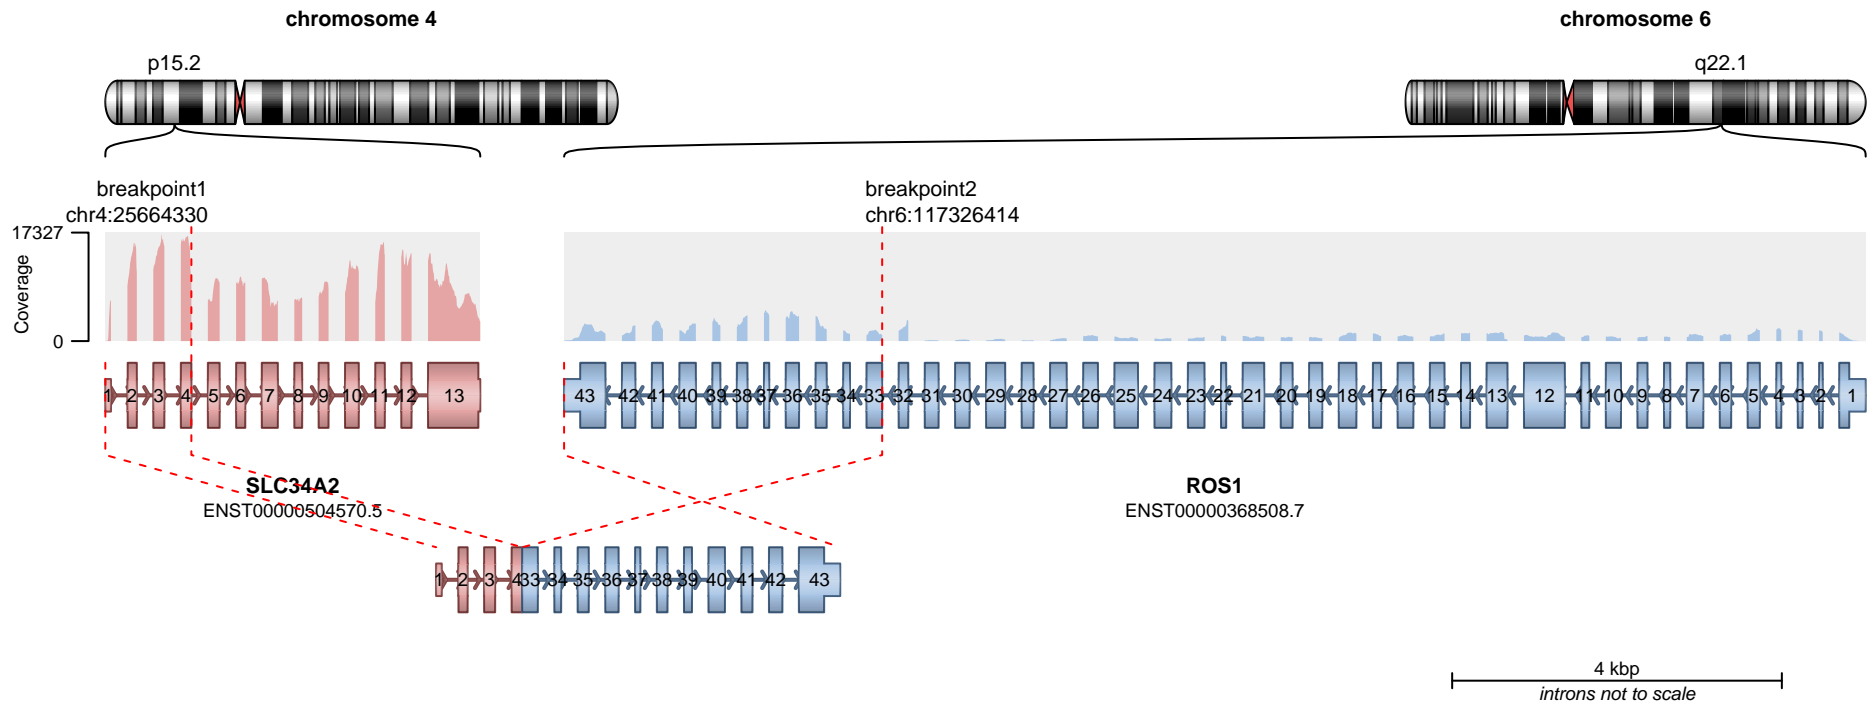 chromosome 4
chromosome 6
p15.2
q22.1
breakpoint1
chr4:25664330
breakpoint2
chr6:117326414
17327
Coverage
0
1 2 3 4 5 6 7 8 9 10 11 12 13
43 42 41 40 39 38 37 36 35 34 33 32 31 30 29 28 27 26 25 24 23 22 21 20 19 18 17 16 15 14 13 12 11 10 9 8 7 6 5 4 3 2 1
SLC34A2
ENST00000504570.5
ROS1
ENST00000368508.7
1 2 3 4 33 34 35 36 37 38 39 40 41 42 43
4 kbp
introns not to scale